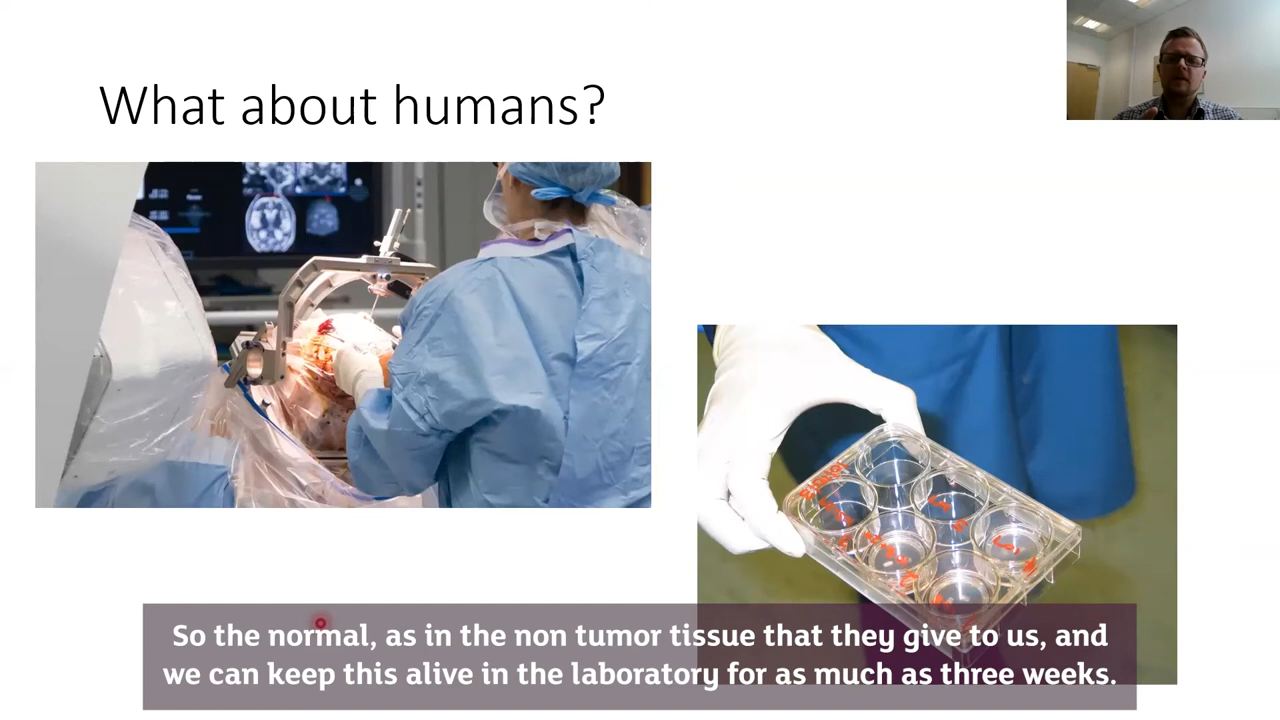 What about humans?
So the normal, as in the non tumor tissue that they give to us, and
we can keep this alive in the laboratory for as much as three weeks.